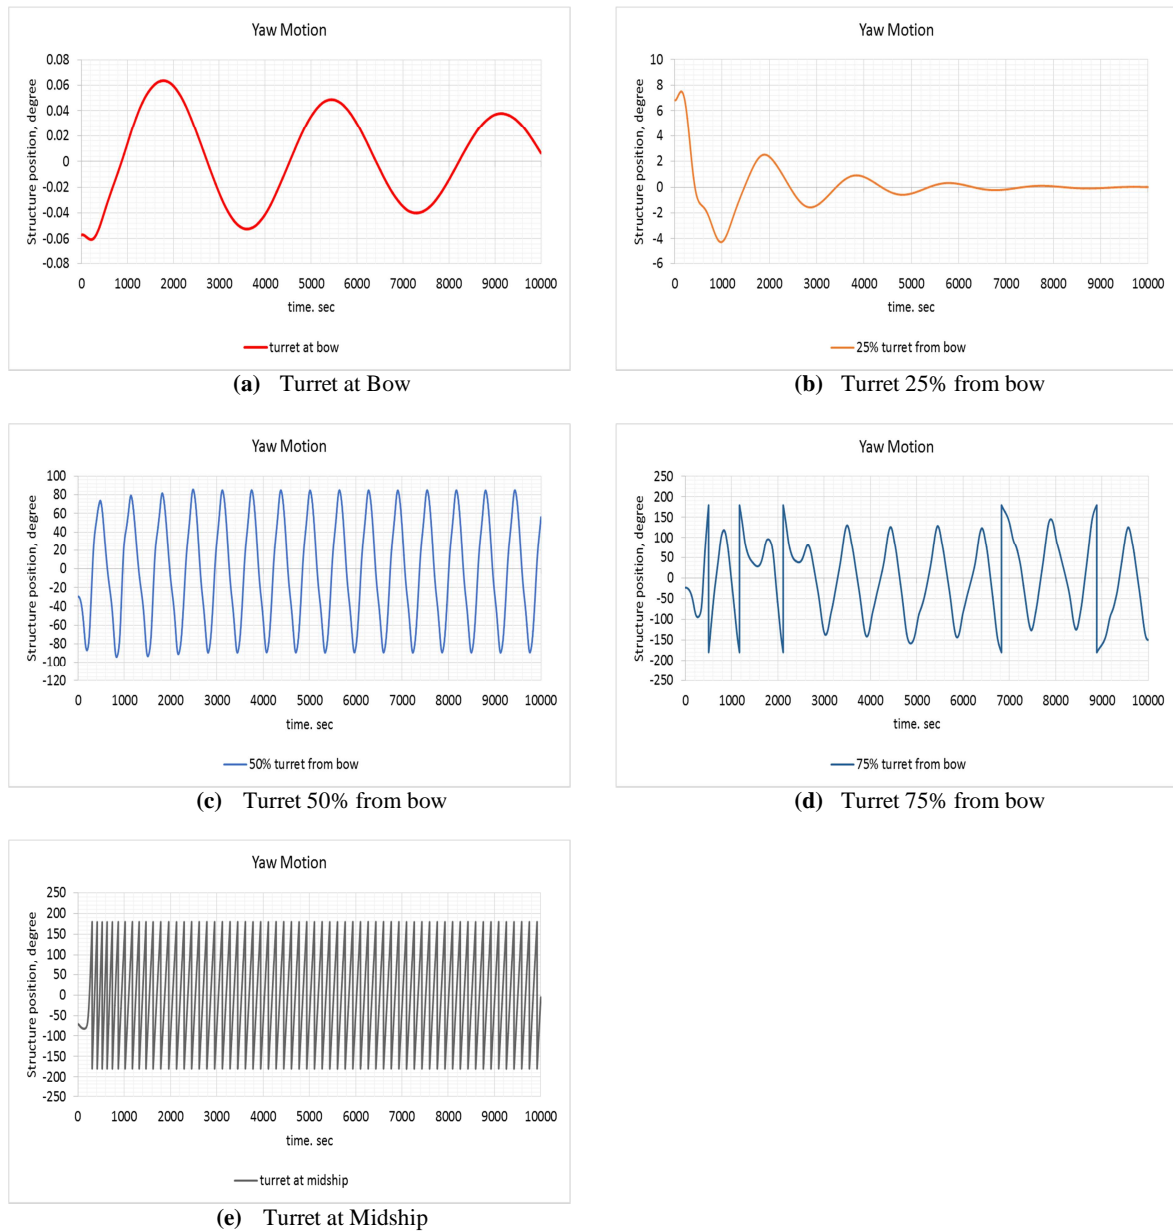 Yaw Motion
Structure position, degree
0.08
0.06
0.04
0.02
0
-0.02
-0.04
-0.06
-0.08
0 1000 2000 3000 4000 5000 6000 7000 8000 9000 10000
time. sec
turret at bow
(a) Turret at Bow
Yaw Motion
Structure position, degree
10
8
6
4
2
0
-2
-4
-6
0 1000 2000 3000 4000 5000 6000 7000 8000 9000 10000
time. sec
25% turret from bow
(b) Turret 25% from bow
Yaw Motion
Structure position, degree
100
80
60
40
20
0
-20
-40
-60
-80
-100
-120
0 1000 2000 3000 4000 5000 6000 7000 8000 9000 10000
time. sec
50% turret from bow
(c) Turret 50% from bow
Yaw Motion
Structure position, degree
250
200
150
100
50
0
-50
-100
-150
-200
-250
0 1000 2000 3000 4000 5000 6000 7000 8000 9000 10000
time. sec
75% turret from bow
(d) Turret 75% from bow
Yaw Motion
Structure position, degree
250
200
150
100
50
0
-50
-100
-150
-200
-250
0 1000 2000 3000 4000 5000 6000 7000 8000 9000 10000
time. sec
turret at midship
(e) Turret at Midship